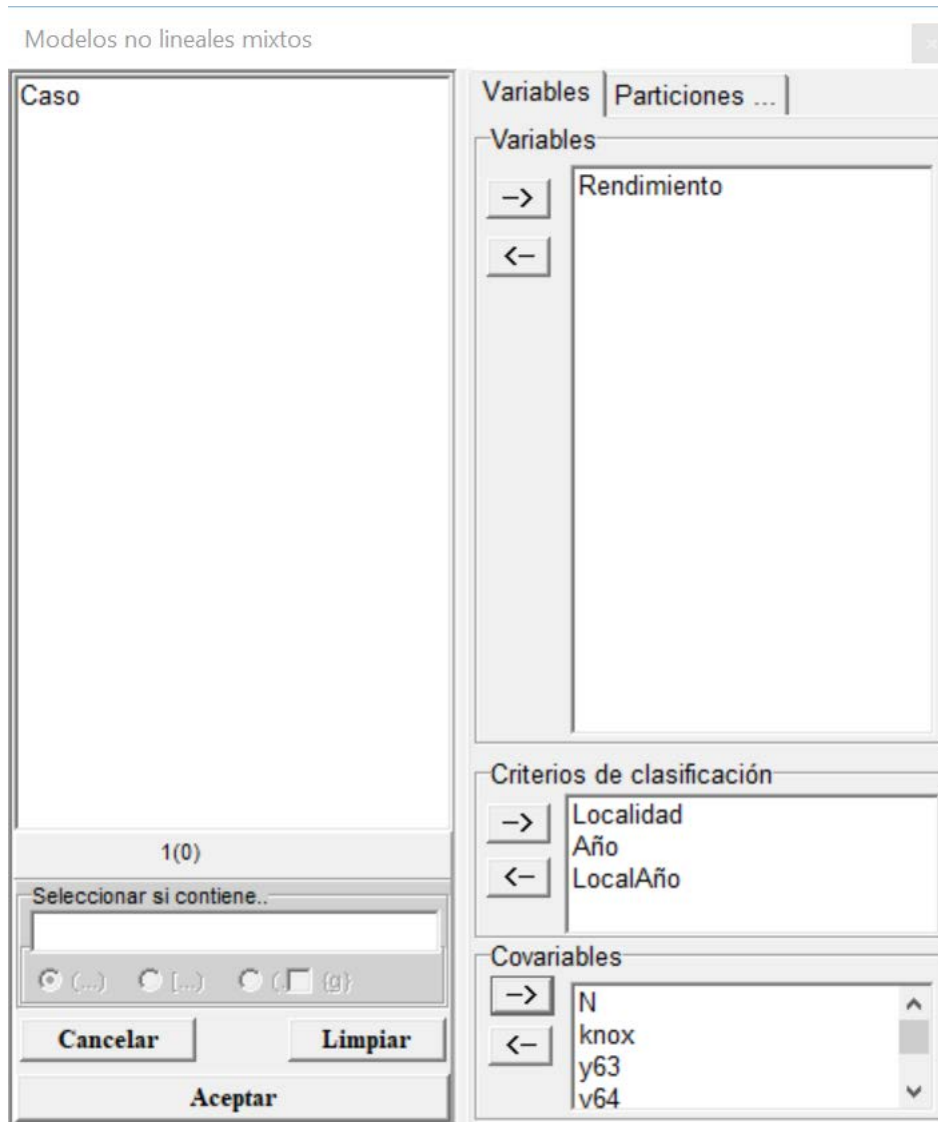 Modelos no lineales mixtos
Caso
Variables
Particiones ...
Variables
–>
Rendimiento
<–
1(0)
Seleccionar si contiene..
(...)
[...)
(.
{g}
Cancelar
Limpiar
Aceptar
Criterios de clasificación
–>
Localidad
Año
<–
LocalAño
Covariables
–>
N
knox
<–
y63
y64